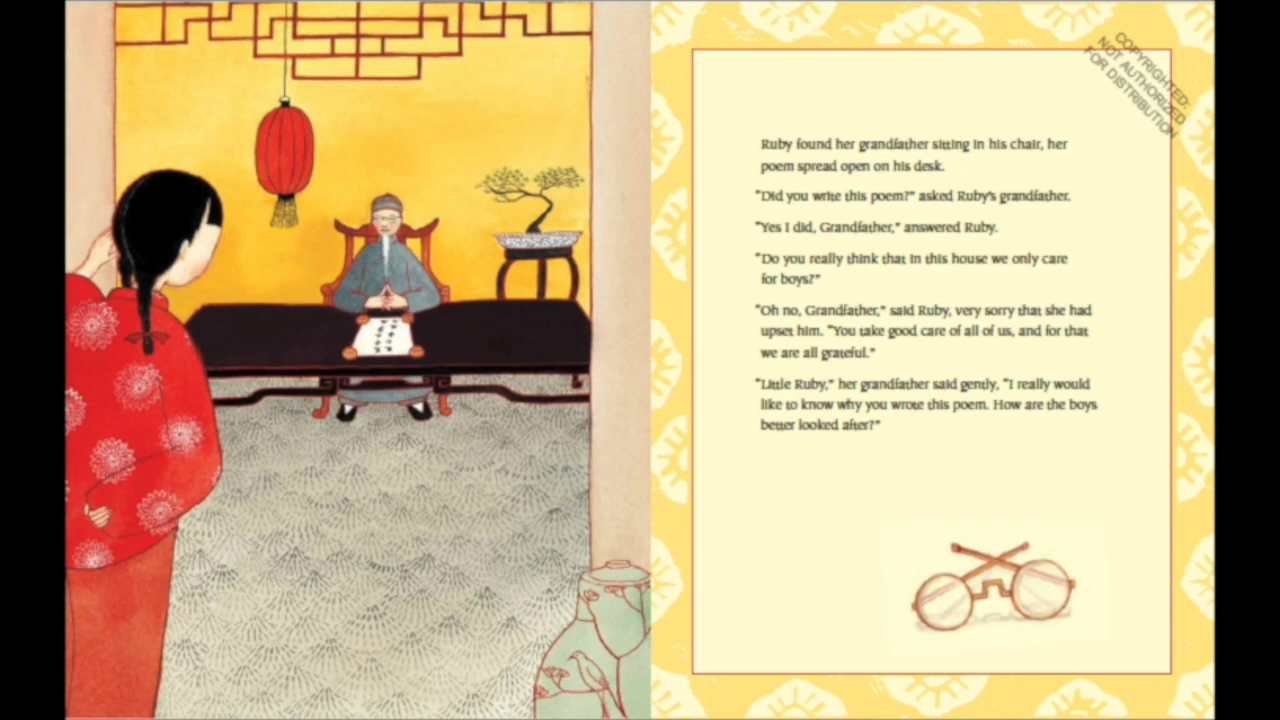 COPYRIGHTED:
NOT AUTHORIZED
FOR DISTRIBUTION
Ruby found her grandfather sitting in his chair, her
poem spread open on his desk.
“Did you write this poem?” asked Ruby’s grandfather.
“Yes I did, Grandfather,” answered Ruby.
“Do you really think that in this house we only care
for boys?”
“Oh no, Grandfather,” said Ruby, very sorry that she had
upset him. “You take good care of all of us, and for that
we are all grateful.”
“Little Ruby,” her grandfather said gently, “I really would
like to know why you wrote this poem. How are the boys
better looked after?”